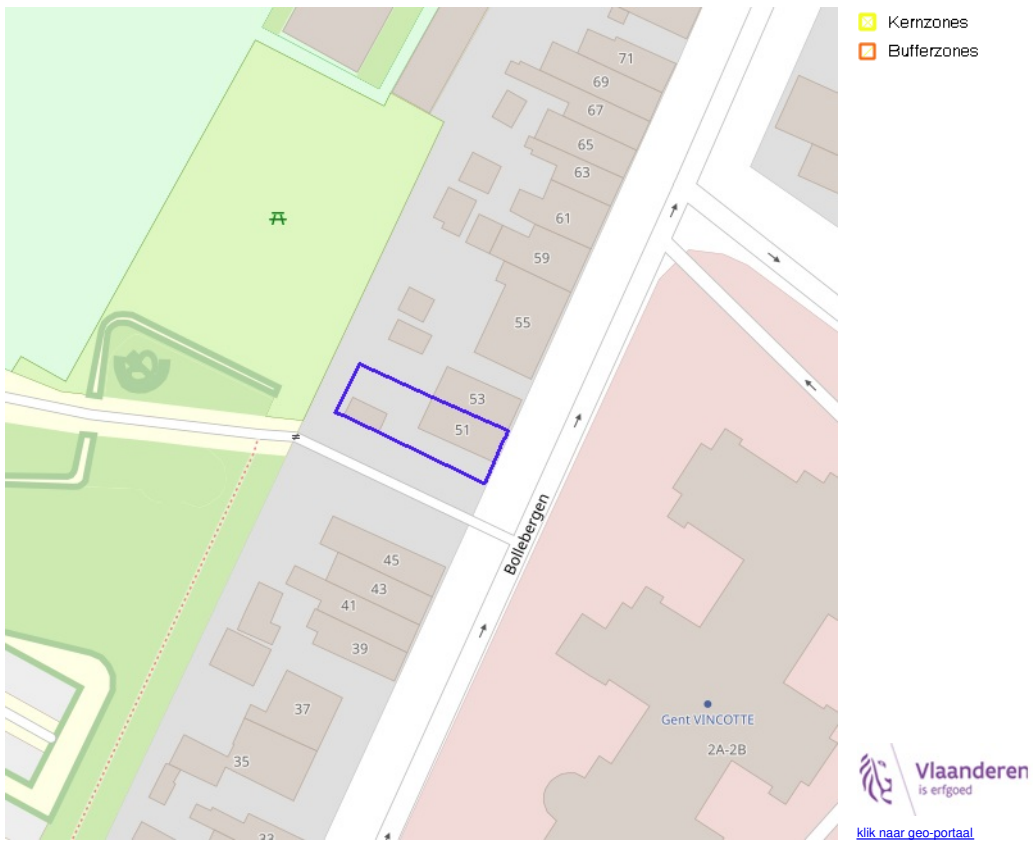 Kernzones
Bufferzones
71
69
67
65
63
61
59
55
53
51
Bollebergen
45
43
41
39
37
35
33
Gent VINÇOTTE
2A-2B
Vlaanderen
is erfgoed
klik naar geo-portaal